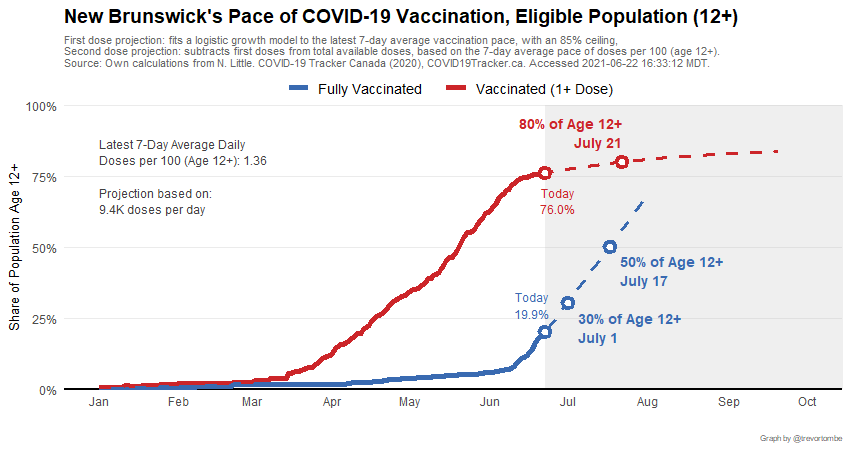 New Brunswick's Pace of COVID-19 Vaccination, Eligible Population (12+)
First dose projection: fits a logistic growth model to the latest 7-day average vaccination pace, with an 85% ceiling,
Second dose projection: subtracts first doses from total available doses, based on the 7-day average pace of doses per 100 (age 12+).
Source: Own calculations from N. Little. COVID-19 Tracker Canada (2020), COVID19Tracker.ca. Accessed 2021-06-22 16:33:12 MDT.
Fully Vaccinated Vaccinated (1+ Dose)
Share of Population Age 12+
100%
75%
50%
25%
0%
Latest 7-Day Average Daily
Doses per 100 (Age 12+): 1.36
Projection based on:
9.4K doses per day
80% of Age 12+
July 21
Today
76.0%
50% of Age 12+
July 17
Today
19.9%
30% of Age 12+
July 1
Jan Feb Mar Apr May Jun Jul Aug Sep Oct
Graph by @trevortombe